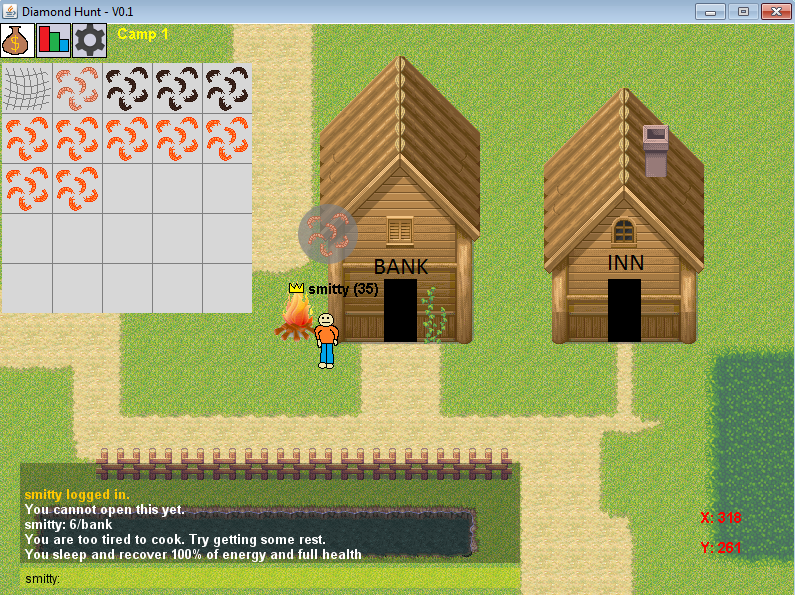 Diamond Hunt - V0.1
Camp 1
$
BANK
INN
smitty (35)
smitty logged in.
You cannot open this yet.
smitty: 6/bank
You are too tired to cook. Try getting some rest.
You sleep and recover 100% of energy and full health
smitty:
X: 318
Y: 261